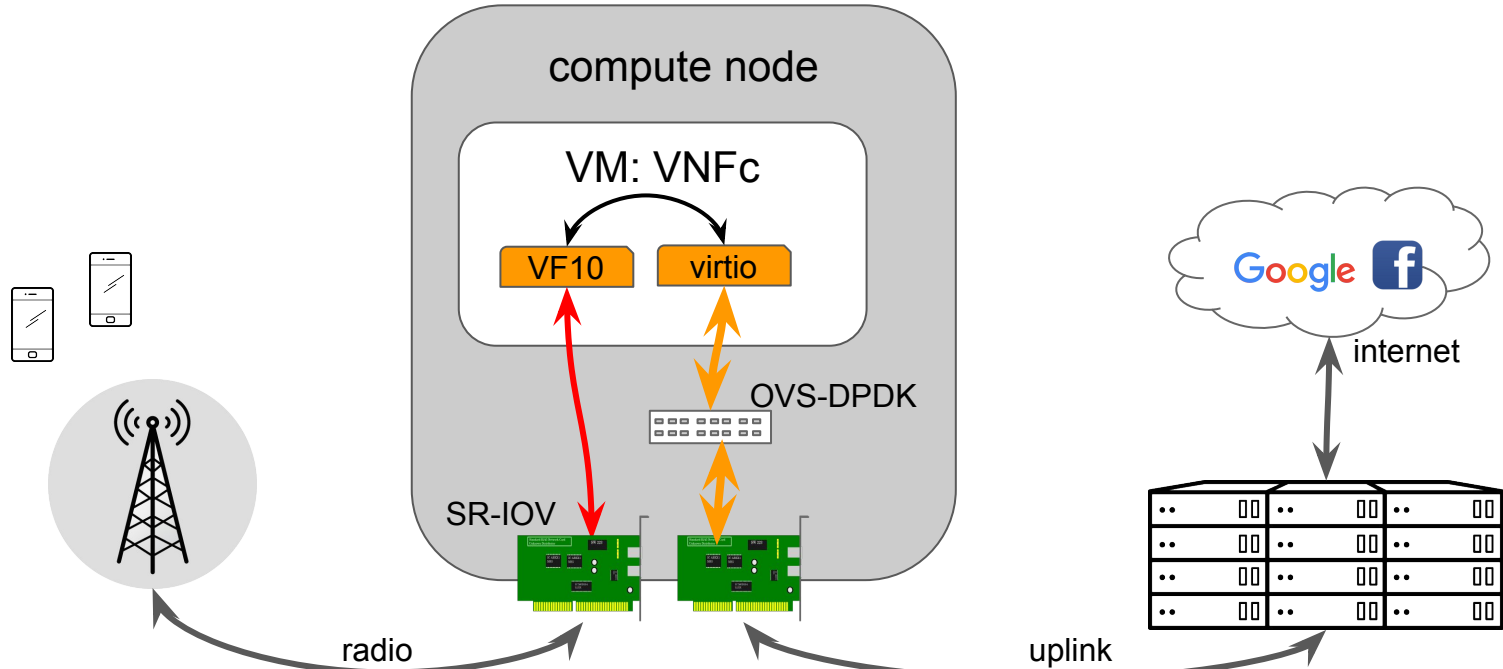 compute node
VM: VNFc
VF10
virtio
Google f
internet
OVS-DPDK
SR-IOV
radio
uplink